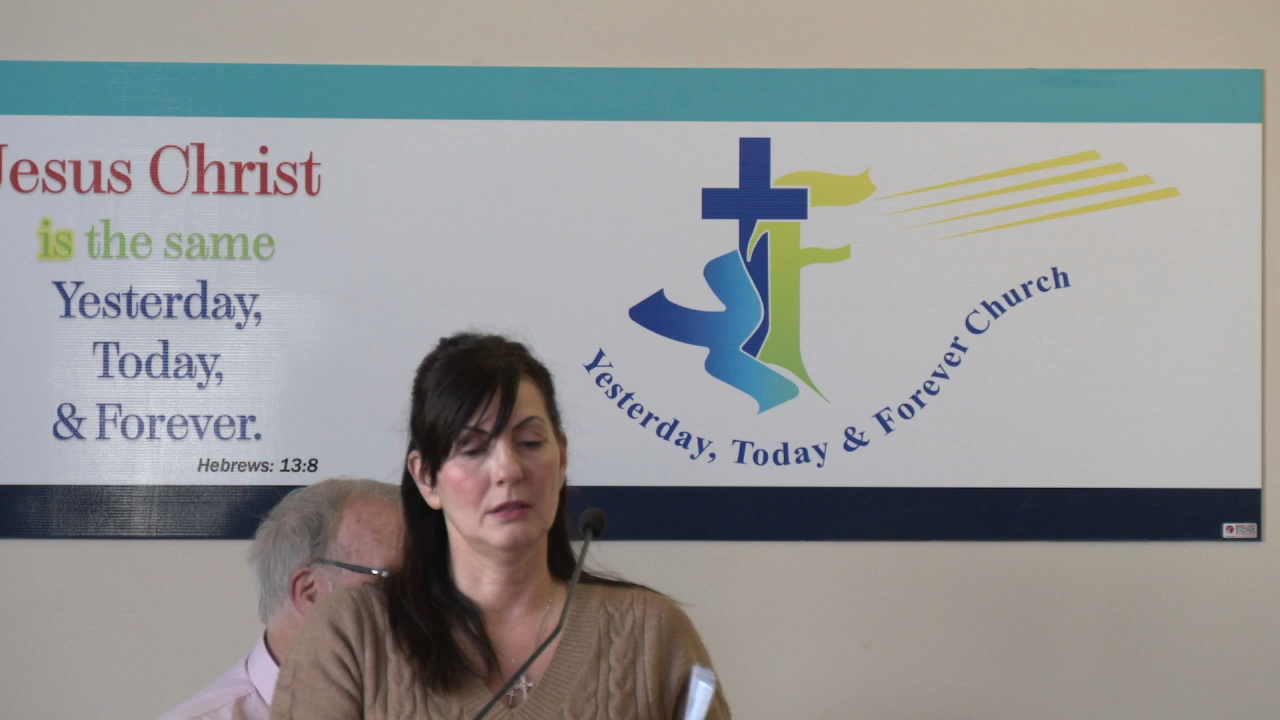 Jesus Christ
is the same
Yesterday,
Today,
& Forever.
Hebrews: 13:8
Yesterday, Today & Forever Church